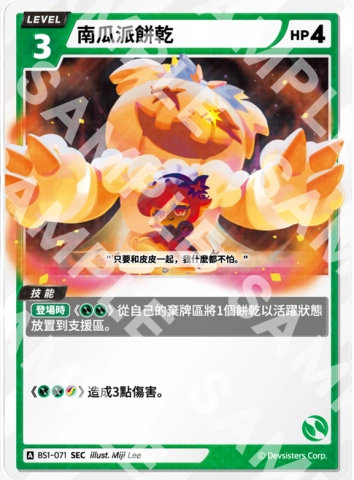 LEVEL
3
南瓜派餅乾
HP4
"只要和皮皮一起，我什麼都不怕。"
技能
登場時《》從自己的棄牌區將1個餅乾以活躍狀態
放置到支援區。
《》造成3點傷害。
A BS1-071 SEC illust. Miji Lee
© Devsisters Corp.
SAMPLE